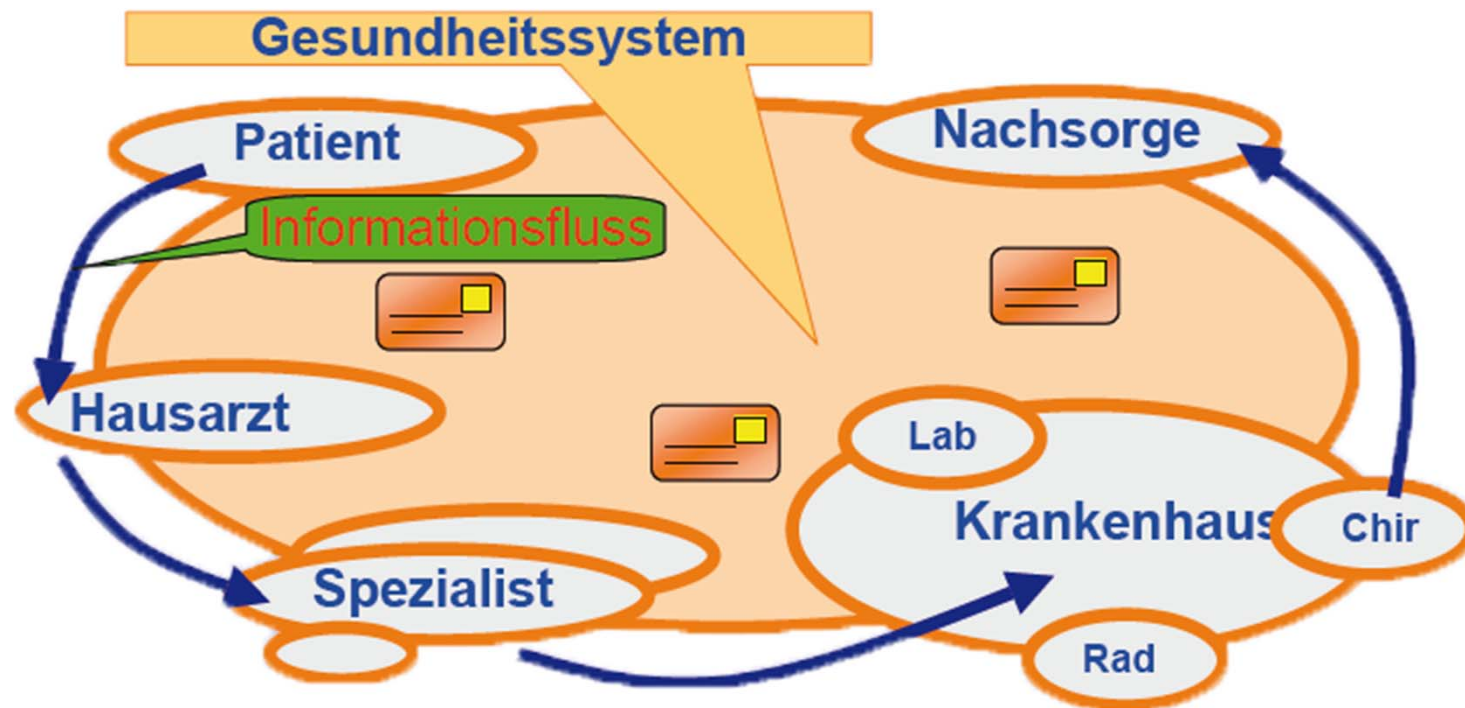 Gesundheitssystem
Patient
Nachsorge
Informationsfluss
Hausarzt
Lab
Krankenhaus
Chir
Spezialist
Rad